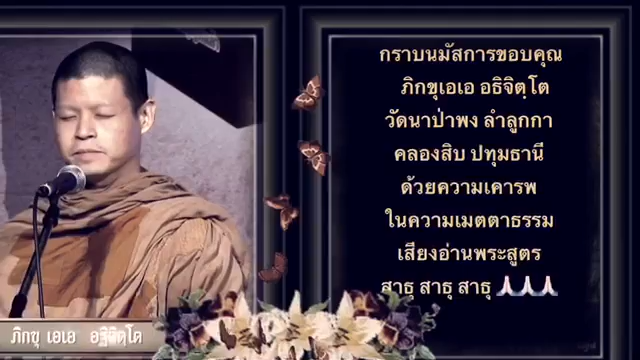 กราบนมัสการขอบคุณ
ภิกขุเอเอ อธิจิตฺโต
วัดนาป่าพง ลำลูกกา
คลองสิบ ปทุมธานี
ด้วยความเคารพ
ในความเมตตาธรรม
เสียงอ่านพระสูตร
สาธุ สาธุ สาธุ 🙏🏻🙏🏻🙏🏻
ภิกขุ เอเอ อฐิจิตฺโต